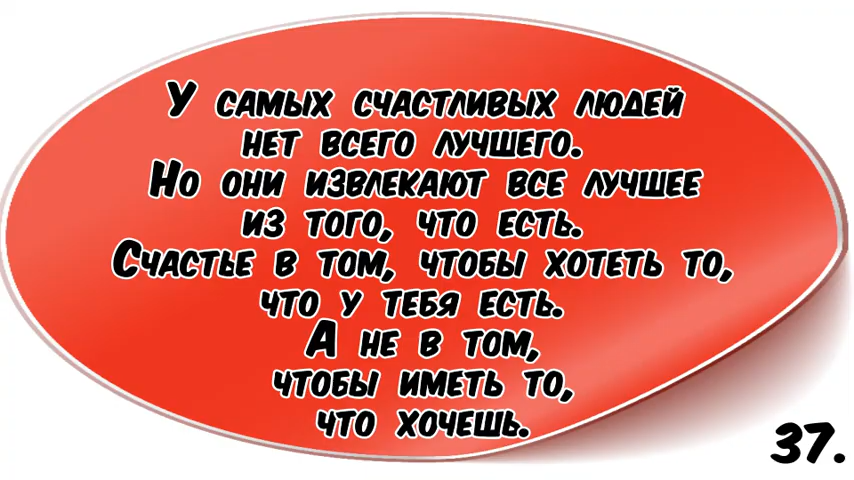 У самых счастливых людей
нет всего лучшего.
Но они извлекают все лучшее
из того, что есть.
Счастье в том, чтобы хотеть то,
что у тебя есть.
А не в том,
чтобы иметь то,
что хочешь.
37.